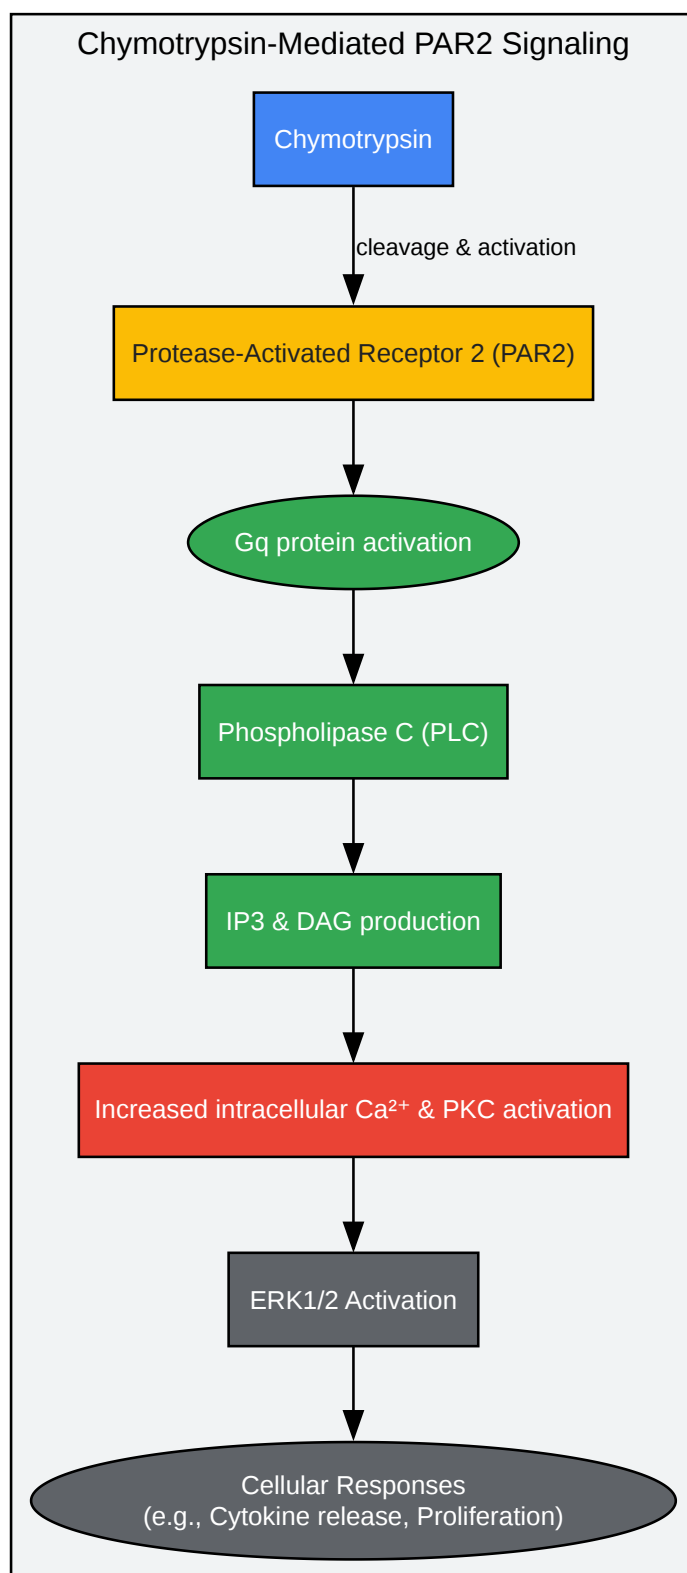 Chymotrypsin-Mediated PAR2 Signaling
Chymotrypsin
cleavage & activation
Protease-Activated Receptor 2 (PAR2)
Gq protein activation
Phospholipase C (PLC)
IP3 & DAG production
Increased intracellular Ca²⁺ & PKC activation
ERK1/2 Activation
Cellular Responses
(e.g., Cytokine release, Proliferation)